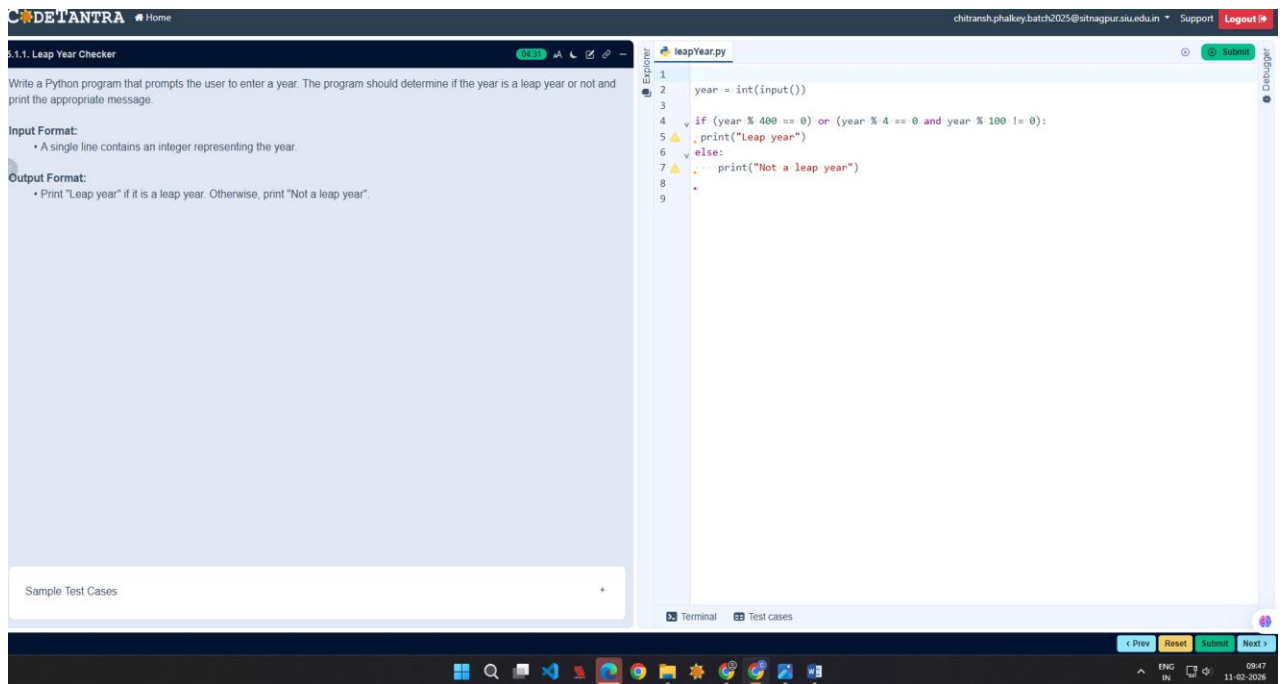 CODETANTRA Home
chitransh.phalkey.batch2025@sitnagpur.siu.edu.in Support Logout
5.1.1. Leap Year Checker
04:31
Write a Python program that prompts the user to enter a year. The program should determine if the year is a leap year or not and
print the appropriate message.
Input Format:
• A single line contains an integer representing the year.
Output Format:
• Print "Leap year" if it is a leap year. Otherwise, print "Not a leap year".
Sample Test Cases
+
Explorer
leapYear.py
Submit
Debugger
1
2 year = int(input())
3
4 if (year % 400 == 0) or (year % 4 == 0 and year % 100 != 0):
5 print("Leap year")
6 else:
7 print("Not a leap year")
8
9
Terminal Test cases
< Prev Reset Submit Next >
ENG
IN
09:47
11-02-2026